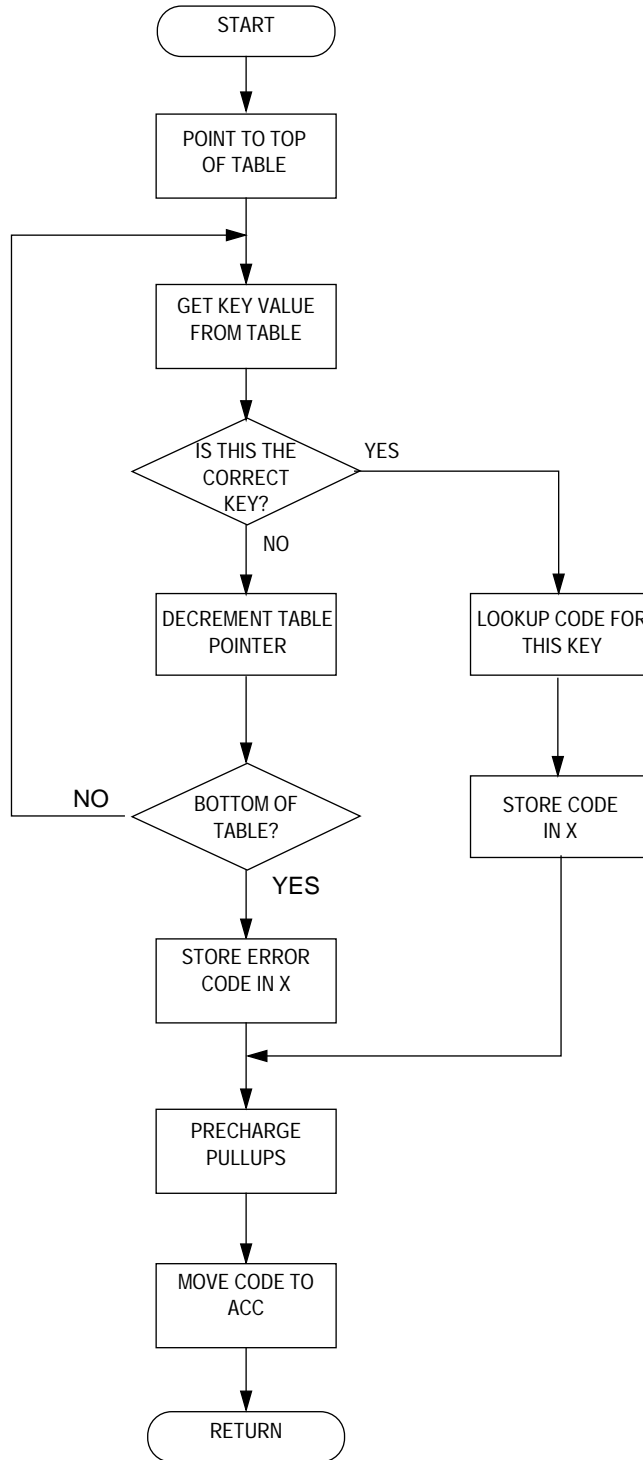 START
POINT TO TOP
OF TABLE
GET KEY VALUE
FROM TABLE
IS THIS THE
CORRECT
KEY?
YES
NO
DECREMENT TABLE
POINTER
LOOKUP CODE FOR
THIS KEY
BOTTOM OF
TABLE?
NO
YES
STORE CODE
IN X
STORE ERROR
CODE IN X
PRECHARGE
PULLUPS
MOVE CODE TO
ACC
RETURN